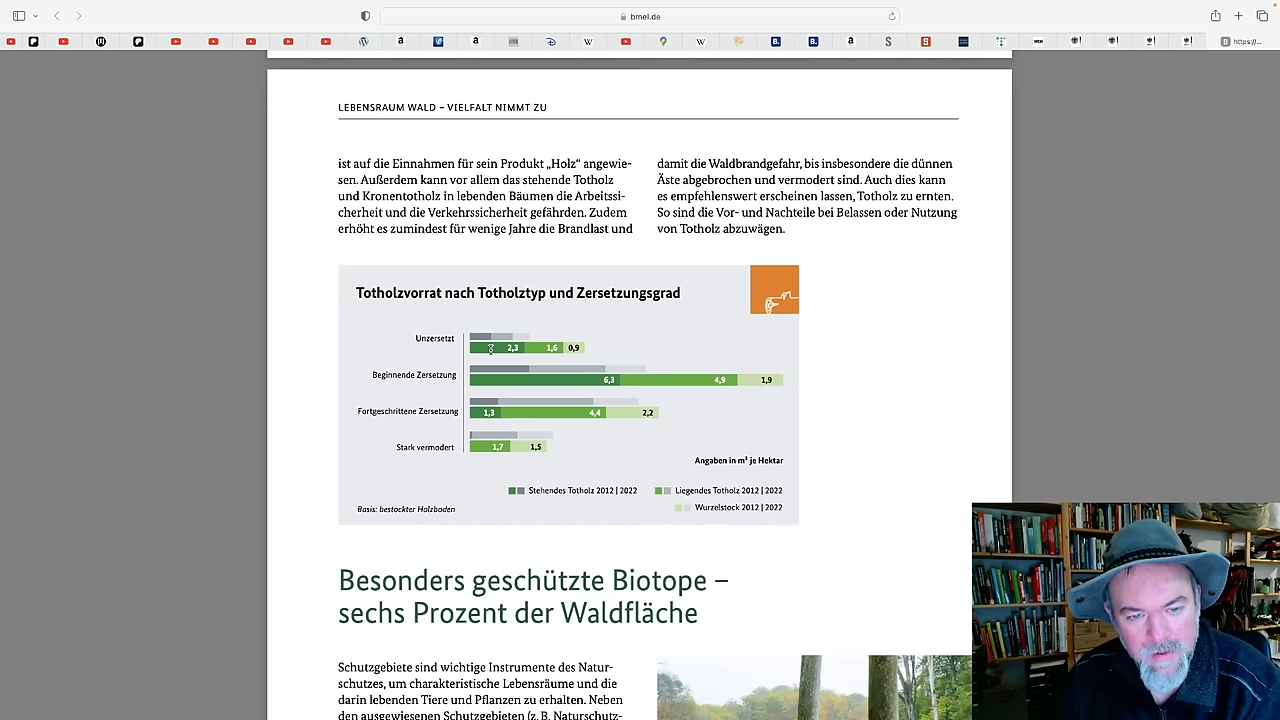 bmel.de
https://...
LEBENSRAUM WALD – VIELFALT NIMMT ZU
ist auf die Einnahmen für sein Produkt „Holz“ angewie-
sen. Außerdem kann vor allem das stehende Totholz
und Kronentotholz in lebenden Bäumen die Arbeitssi-
cherheit und die Verkehrssicherheit gefährden. Zudem
erhöht es zumindest für wenige Jahre die Brandlast und
damit die Waldbrandgefahr, bis insbesondere die dünnen
Äste abgebrochen und vermodert sind. Auch dies kann
es empfehlenswert erscheinen lassen, Totholz zu ernten.
So sind die Vor- und Nachteile bei Belassen oder Nutzung
von Totholz abzuwägen.
Totholzvorrat nach Totholztyp und Zersetzungsgrad
Unzersetzt
2,3 1,6 0,9
Beginnende Zersetzung
6,3 4,9 1,9
Fortgeschrittene Zersetzung
1,3 4,4 2,2
Stark vermodert
1,7 1,5
Angaben in m³ je Hektar
Stehendes Totholz 2012 | 2022
Liegendes Totholz 2012 | 2022
Wurzelstock 2012 | 2022
Basis: bestockter Holzboden
Besonders geschützte Biotope –
sechs Prozent der Waldfläche
Schutzgebiete sind wichtige Instrumente des Natur-
schutzes, um charakteristische Lebensräume und die
darin lebenden Tiere und Pflanzen zu erhalten. Neben
den ausgewiesenen Schutzgebieten (z. B. Naturschutz-